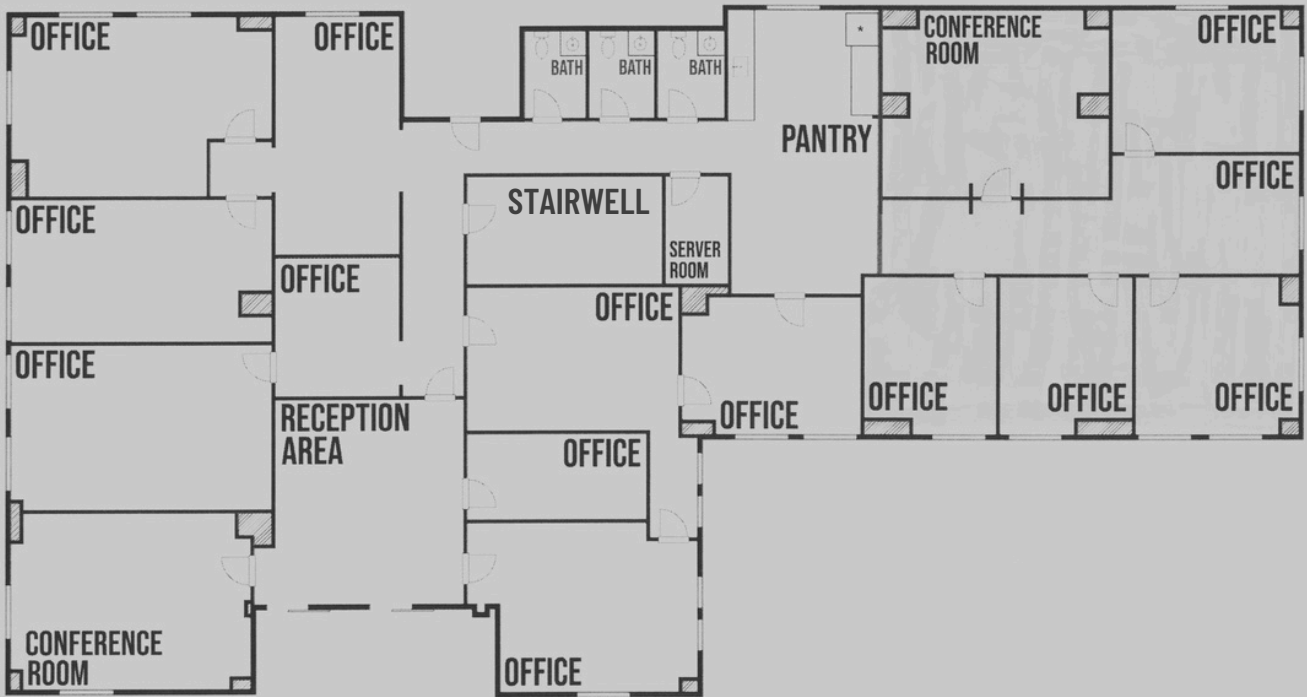 OFFICE
OFFICE
BATH
BATH
BATH
PANTRY
*
CONFERENCE
ROOM
OFFICE
OFFICE
OFFICE
STAIRWELL
SERVER
ROOM
OFFICE
OFFICE
OFFICE
RECEPTION
AREA
OFFICE
OFFICE
OFFICE
OFFICE
OFFICE
CONFERENCE
ROOM
OFFICE